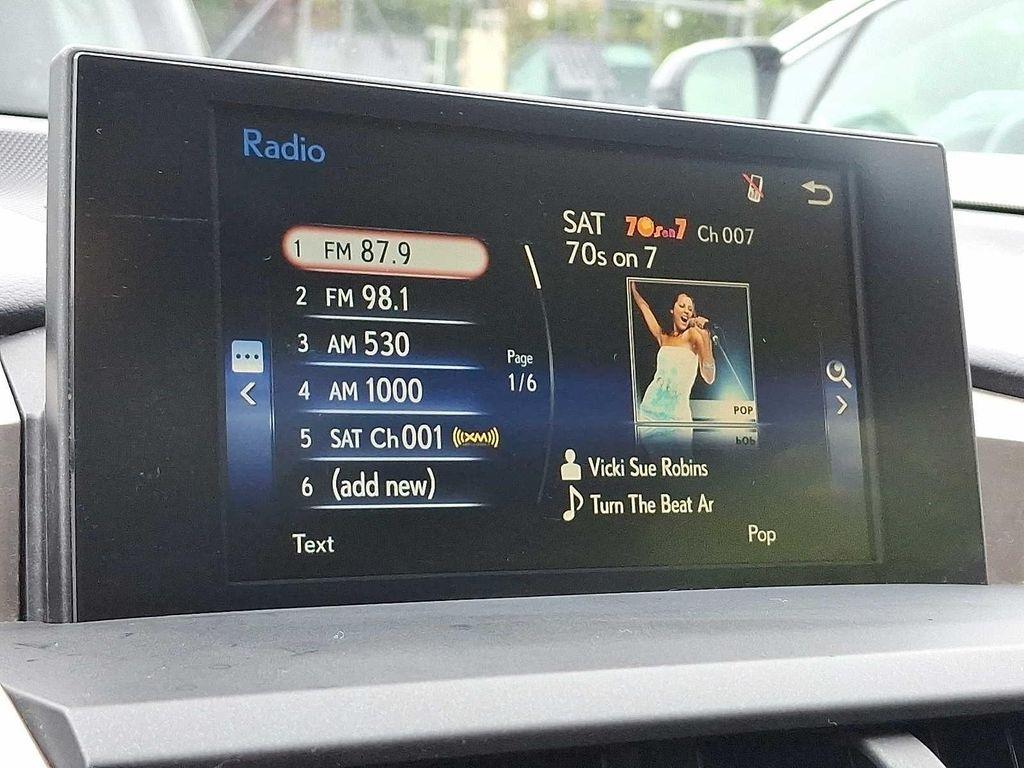 Radio
1 FM 87.9
2 FM 98.1
3 AM 530
4 AM 1000
5 SAT Ch001 (((XM)))
6 (add new)
Text
Page
1/6
SAT 70s on 7 Ch 007
70s on 7
POP
Vicki Sue Robins
Turn The Beat Ar
Pop